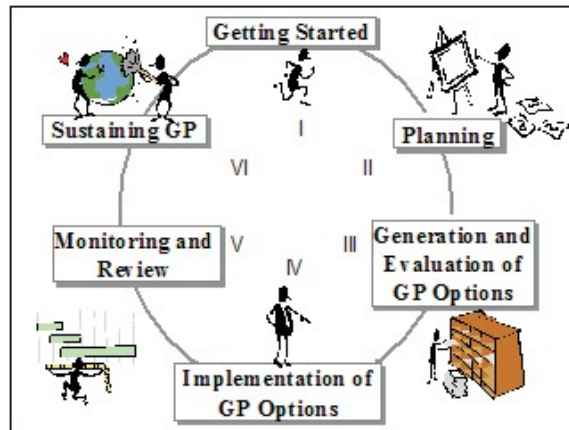 Getting Started
I
Planning
II
Generation and
Evaluation of
GP Options
III
Implementation of
GP Options
IV
Monitoring and
Review
V
Sustaining GP
VI